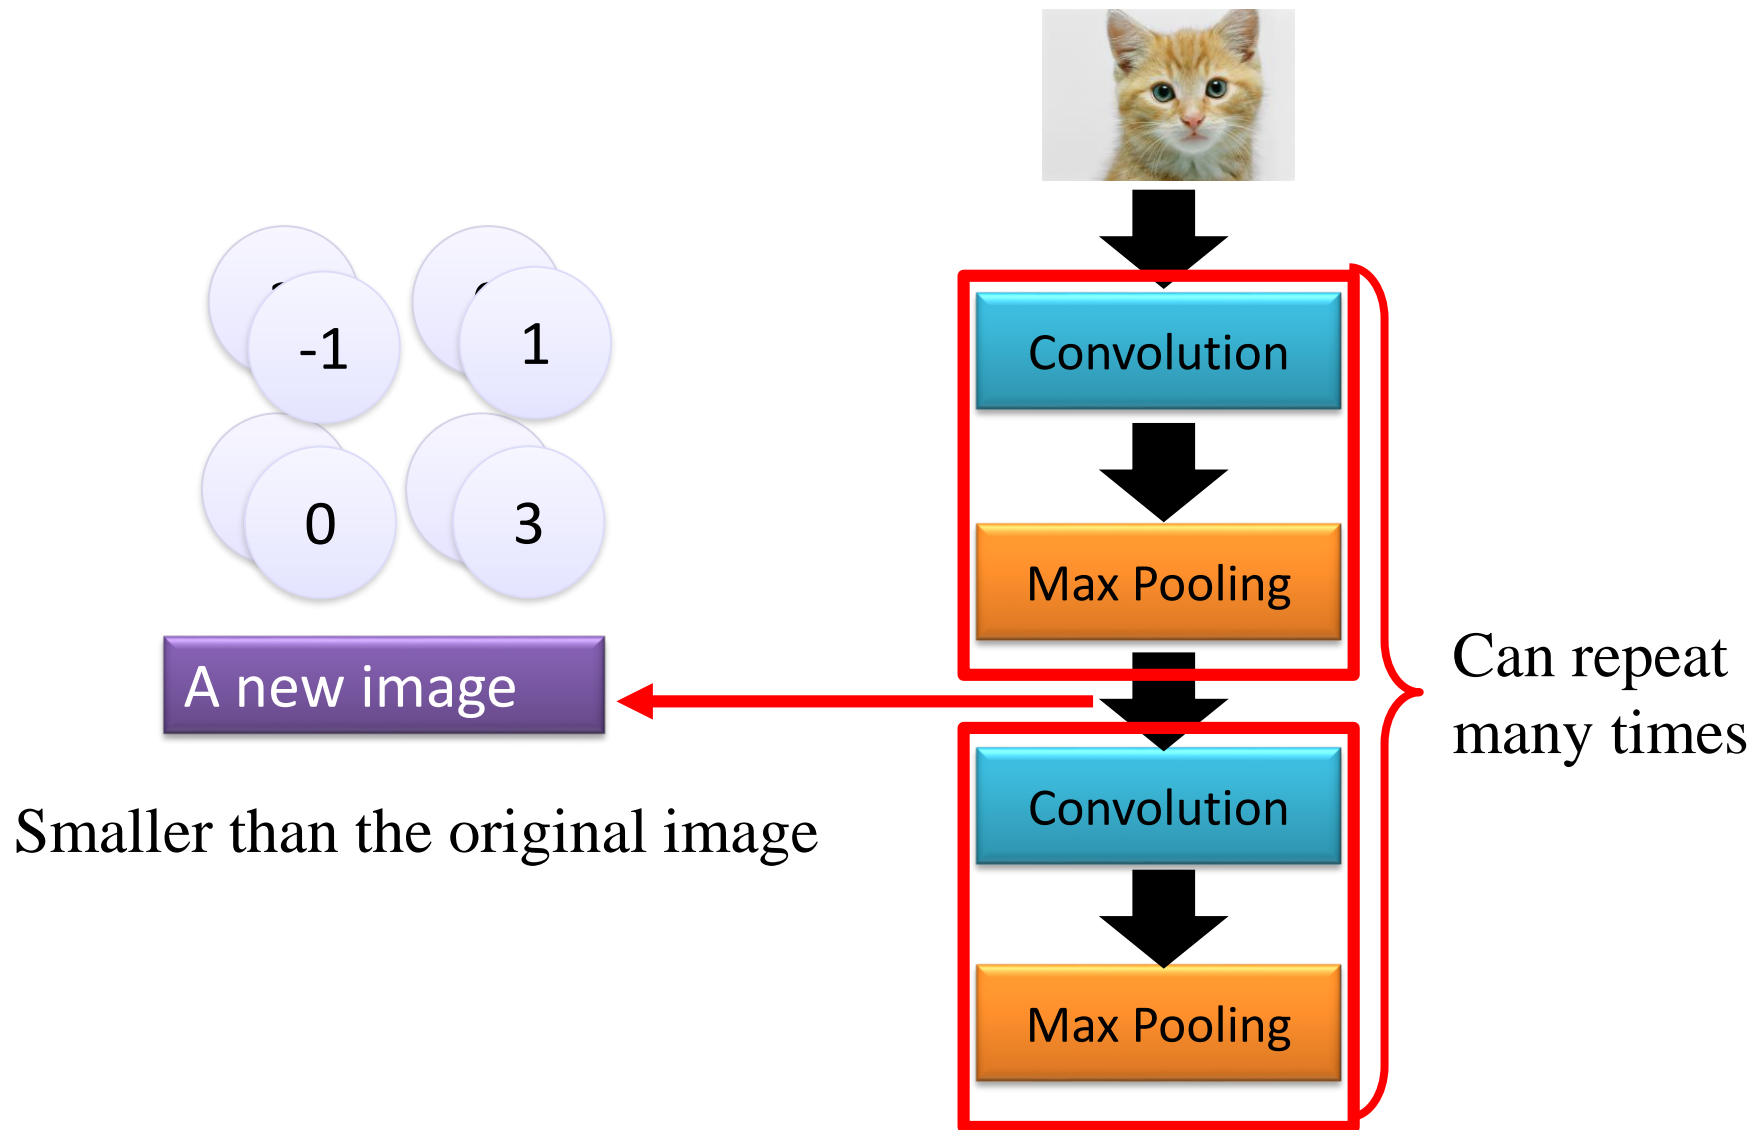 -1
1
0
3
A new image
Smaller than the original image
Convolution
Max Pooling
Convolution
Max Pooling
Can repeat
many times